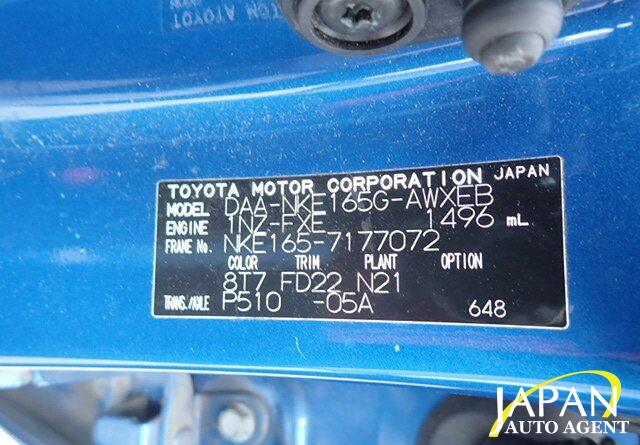 TOYOTA MOTOR CORPORATION JAPAN
MODEL DAA-NKE165G-AWXEB
ENGINE 1NZ-FXE 1496 mL
FRAME No. NKE165-7177072
COLOR TRIM PLANT OPTION
8T7 FD22 N21
TRANS./AXLE P510 -05A 648
JAPAN
AUTO AGENT